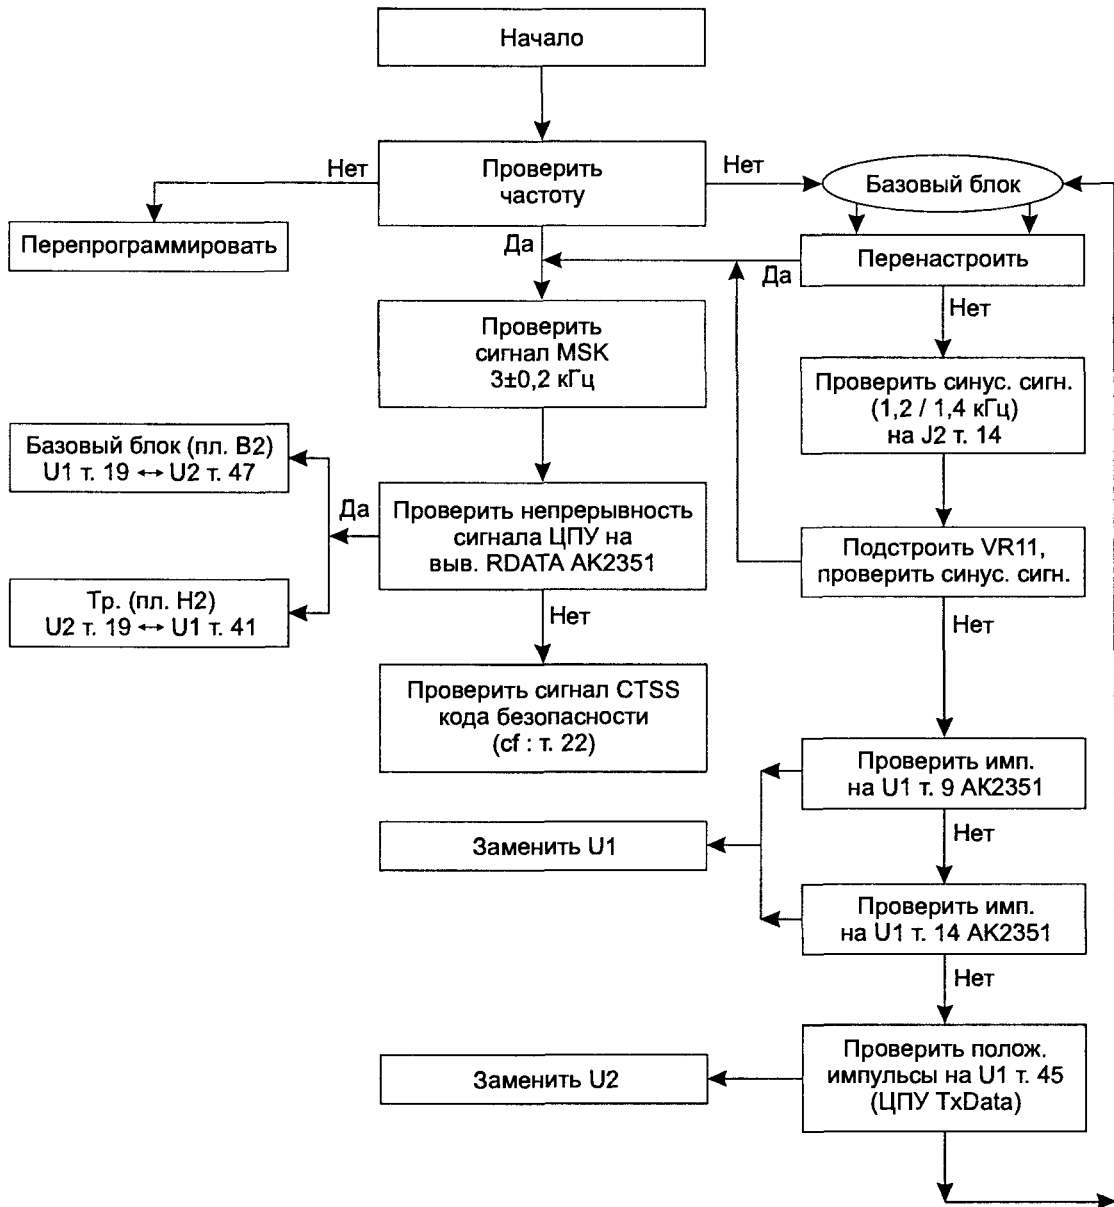 Начало
Нет
Проверить
частоту
Нет
Базовый блок
Перепрограммировать
Да
Перенастроить
Да
Нет
Проверить
сигнал MSK
3±0,2 кГц
Проверить синус. сигн.
(1,2 / 1,4 кГц)
на J2 т. 14
Базовый блок (пл. B2)
U1 т. 19 ↔ U2 т. 47
Да
Проверить непрерывность
сигнала ЦПУ на
выв. RDATA AK2351
Подстроить VR11,
проверить синус. сигн.
Тр. (пл. H2)
U2 т. 19 ↔ U1 т. 41
Нет
Нет
Проверить сигнал CTSS
кода безопасности
(cf : т. 22)
Проверить имп.
на U1 т. 9 AK2351
Заменить U1
Нет
Проверить имп.
на U1 т. 14 AK2351
Нет
Проверить полож.
импульсы на U1 т. 45
(ЦПУ TxData)
Заменить U2